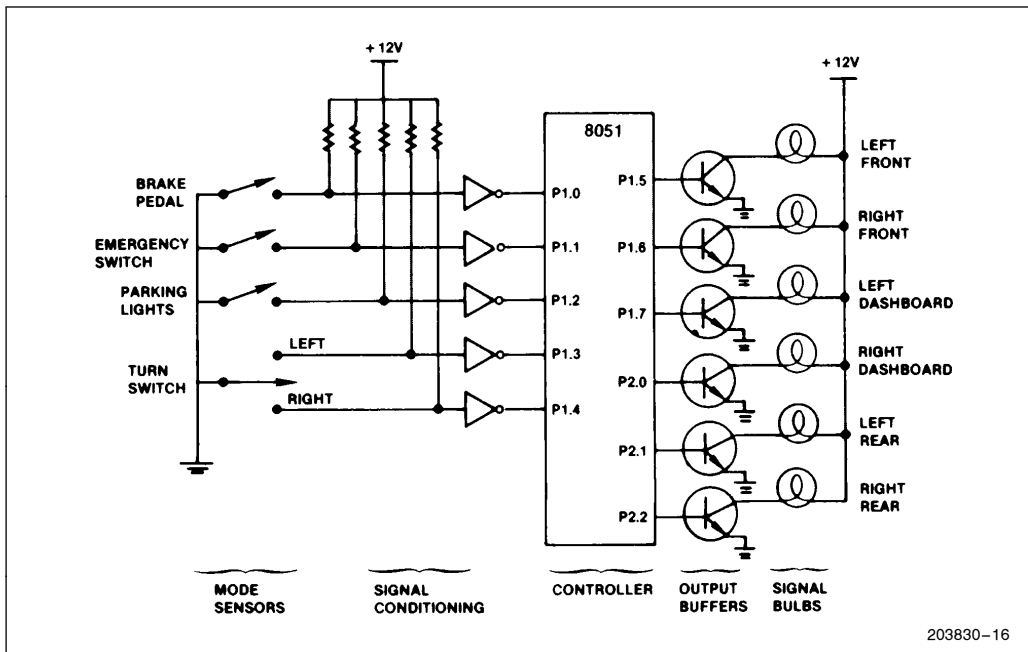 + 12V
+ 12V
8051
BRAKE
PEDAL
P1.0
P1.5
LEFT
FRONT
EMERGENCY
SWITCH
P1.1
P1.6
RIGHT
FRONT
PARKING
LIGHTS
P1.2
P1.7
LEFT
DASHBOARD
TURN
SWITCH
LEFT
RIGHT
P1.3
P1.4
P2.0
RIGHT
DASHBOARD
P2.1
LEFT
REAR
P2.2
RIGHT
REAR
MODE
SENSORS
SIGNAL
CONDITIONING
CONTROLLER
OUTPUT
BUFFERS
SIGNAL
BULBS
203830–16